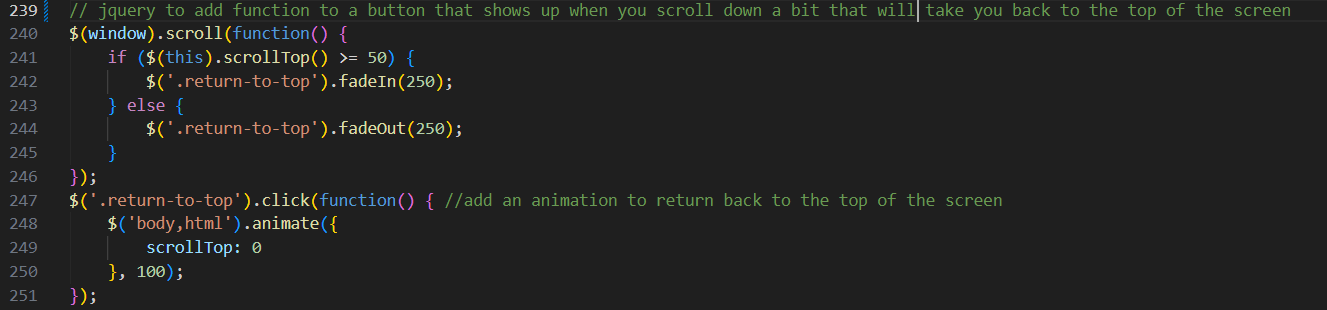 239 // jquery to add function to a button that shows up when you scroll down a bit that will take you back to the top of the screen
240 $(window).scroll(function() {
241     if ($(this).scrollTop() >= 50) {
242         $('.return-to-top').fadeIn(250);
243     } else {
244         $('.return-to-top').fadeOut(250);
245     }
246 });
247 $('.return-to-top').click(function() { //add an animation to return back to the top of the screen
248     $('body,html').animate({
249         scrollTop: 0
250     }, 100);
251 });